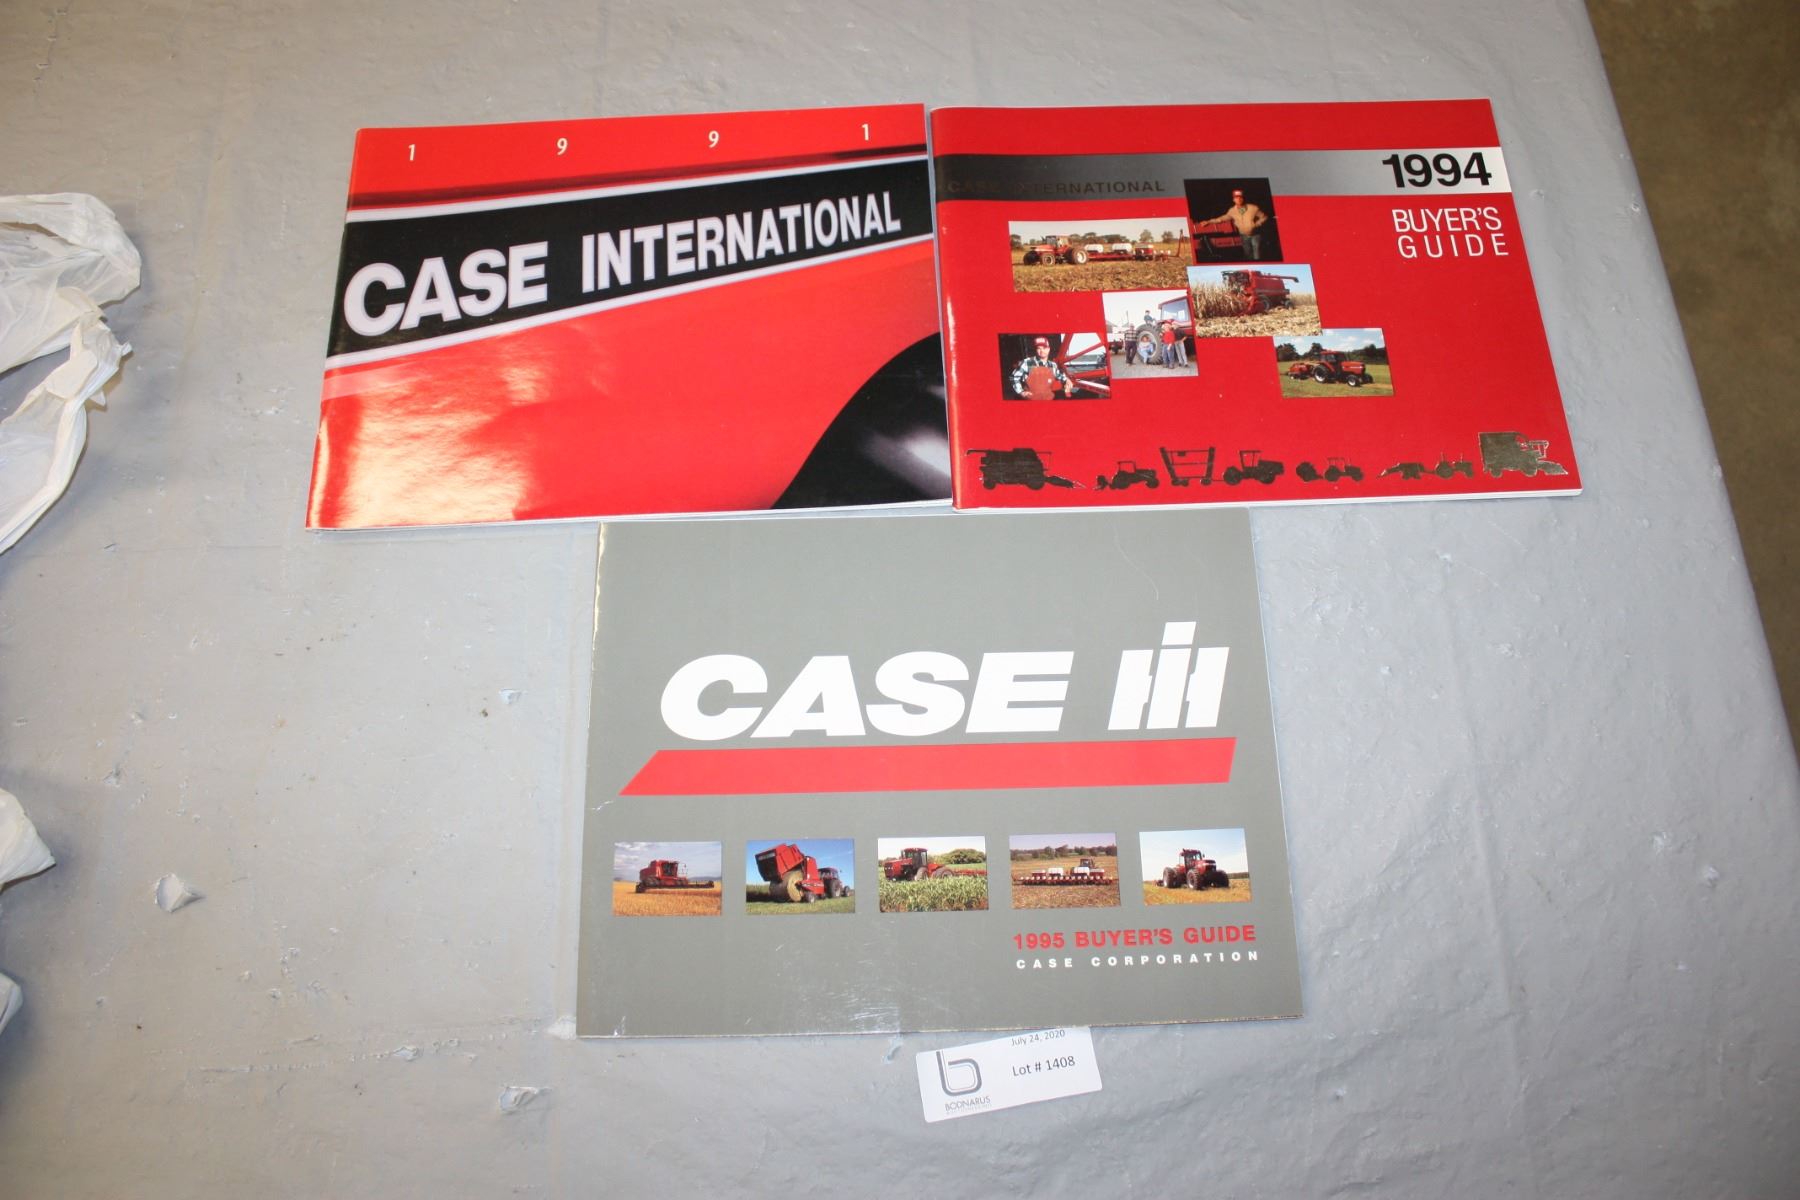 1 9 9 1
CASE INTERNATIONAL
CASE INTERNATIONAL
1994
BUYER'S
GUIDE
CASE IH
1995 BUYER'S GUIDE
CASE CORPORATION
July 24, 2020
Lot # 1408
BODNARUS